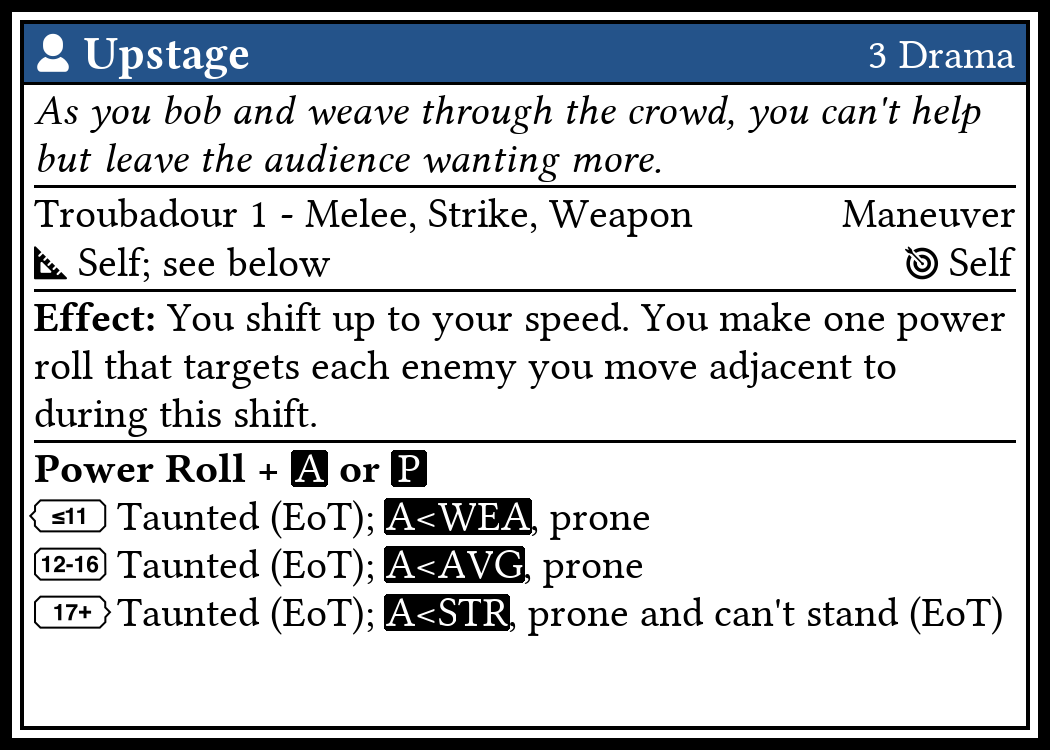 Upstage 3 Drama
As you bob and weave through the crowd, you can't help
but leave the audience wanting more.
Troubadour 1 - Melee, Strike, Weapon Maneuver
Self; see below Self
Effect: You shift up to your speed. You make one power
roll that targets each enemy you move adjacent to
during this shift.
Power Roll + A or P
≤11 Taunted (EoT); A<WEA, prone
12-16 Taunted (EoT); A<AVG, prone
17+ Taunted (EoT); A<STR, prone and can't stand (EoT)